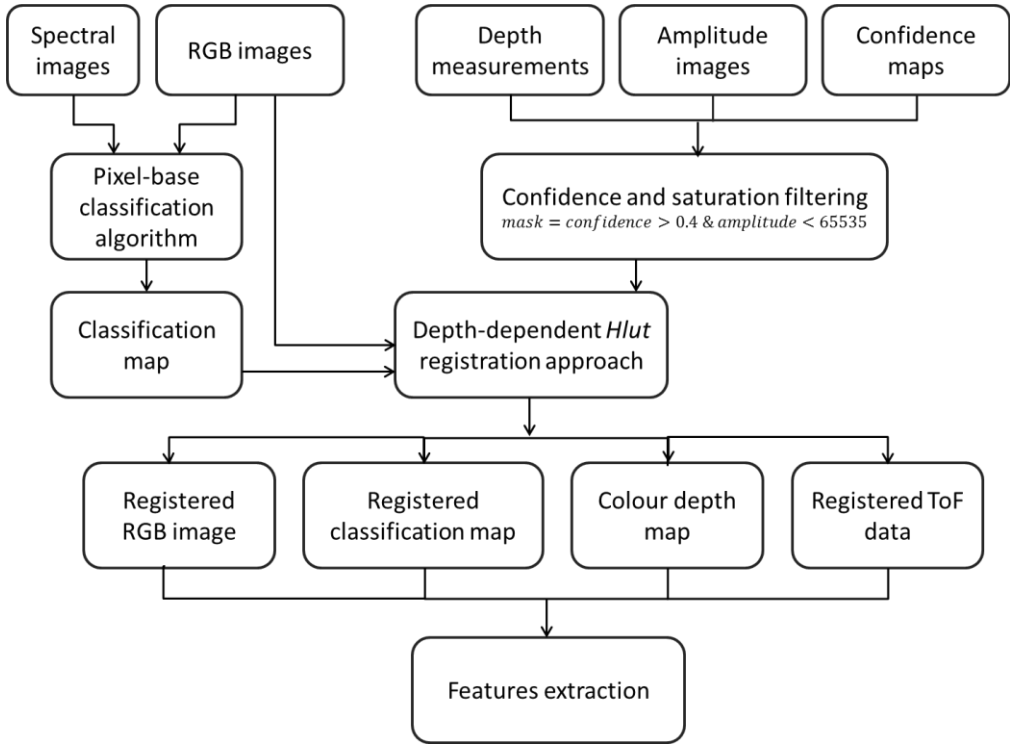 Spectral
images
RGB images
Depth
measurements
Amplitude
images
Confidence
maps
Pixel-base
classification
algorithm
Confidence and saturation filtering
mask = confidence > 0.4 & amplitude < 65535
Classification
map
Depth-dependent Hlut
registration approach
Registered
RGB image
Registered
classification map
Colour depth
map
Registered ToF
data
Features extraction